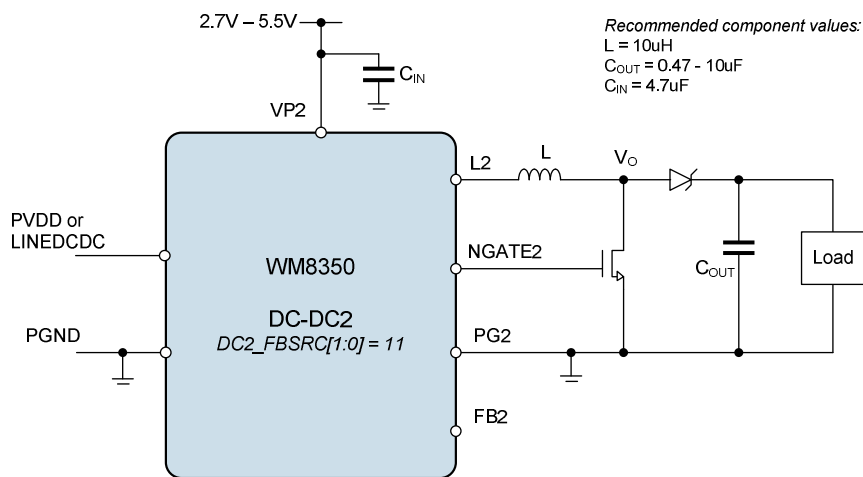 2.7V – 5.5V
Recommended component values:
L = 10uH
COUT = 0.47 - 10uF
CIN = 4.7uF
CIN
VP2
L2
L
VO
PVDD or
LINEDCDC
NGATE2
WM8350
COUT
Load
DC-DC2
DC2_FBSRC[1:0] = 11
PGND
PG2
FB2